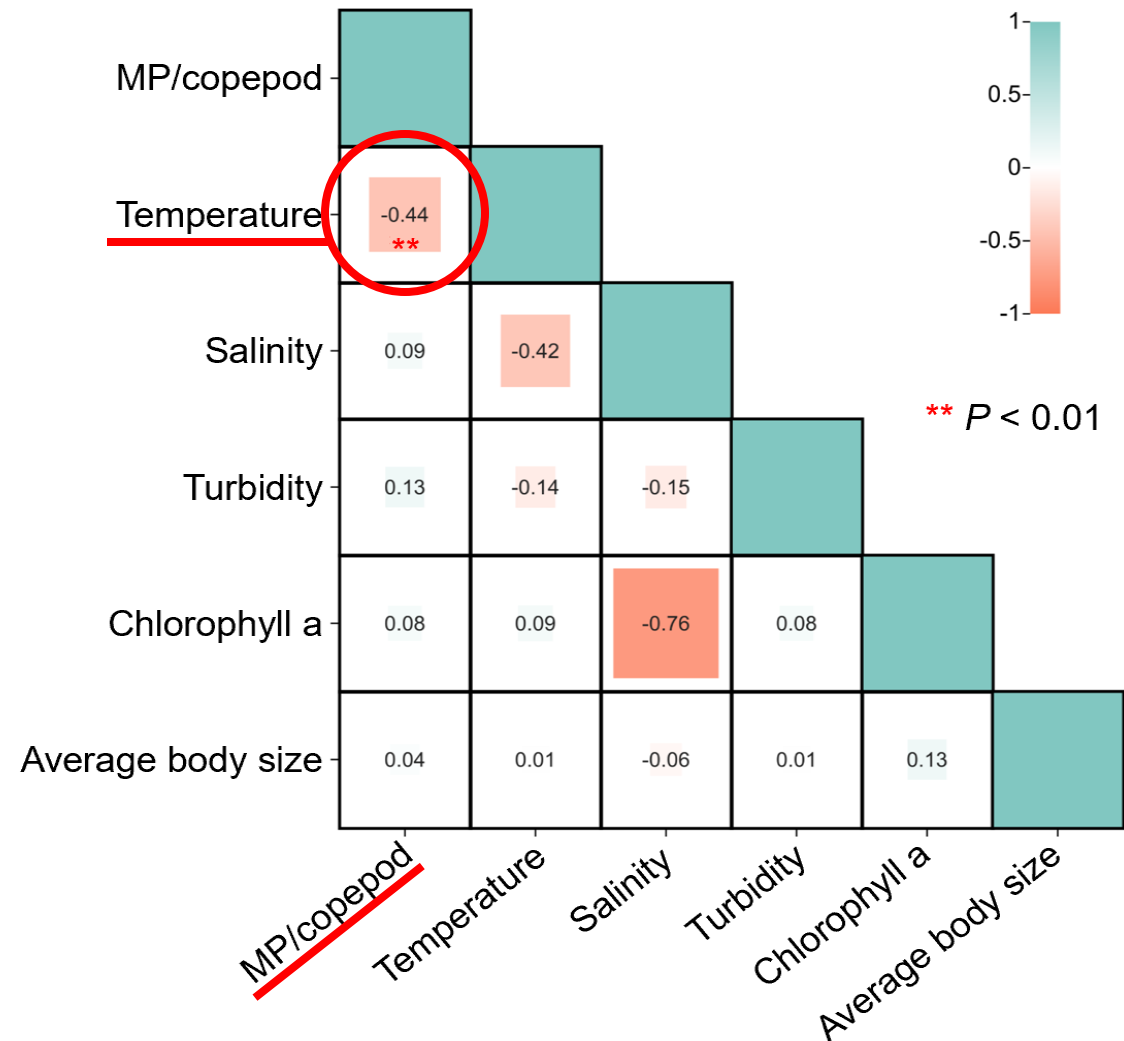 1
0.5
0
-0.5
-1
** P < 0.01
MP/copepod
Temperature -0.44
**
Salinity 0.09 -0.42
Turbidity 0.13 -0.14 -0.15
Chlorophyll a 0.08 0.09 -0.76 0.08
Average body size 0.04 0.01 -0.06 0.01 0.13
MP/copepod
Temperature
Salinity
Turbidity
Chlorophyll a
Average body size